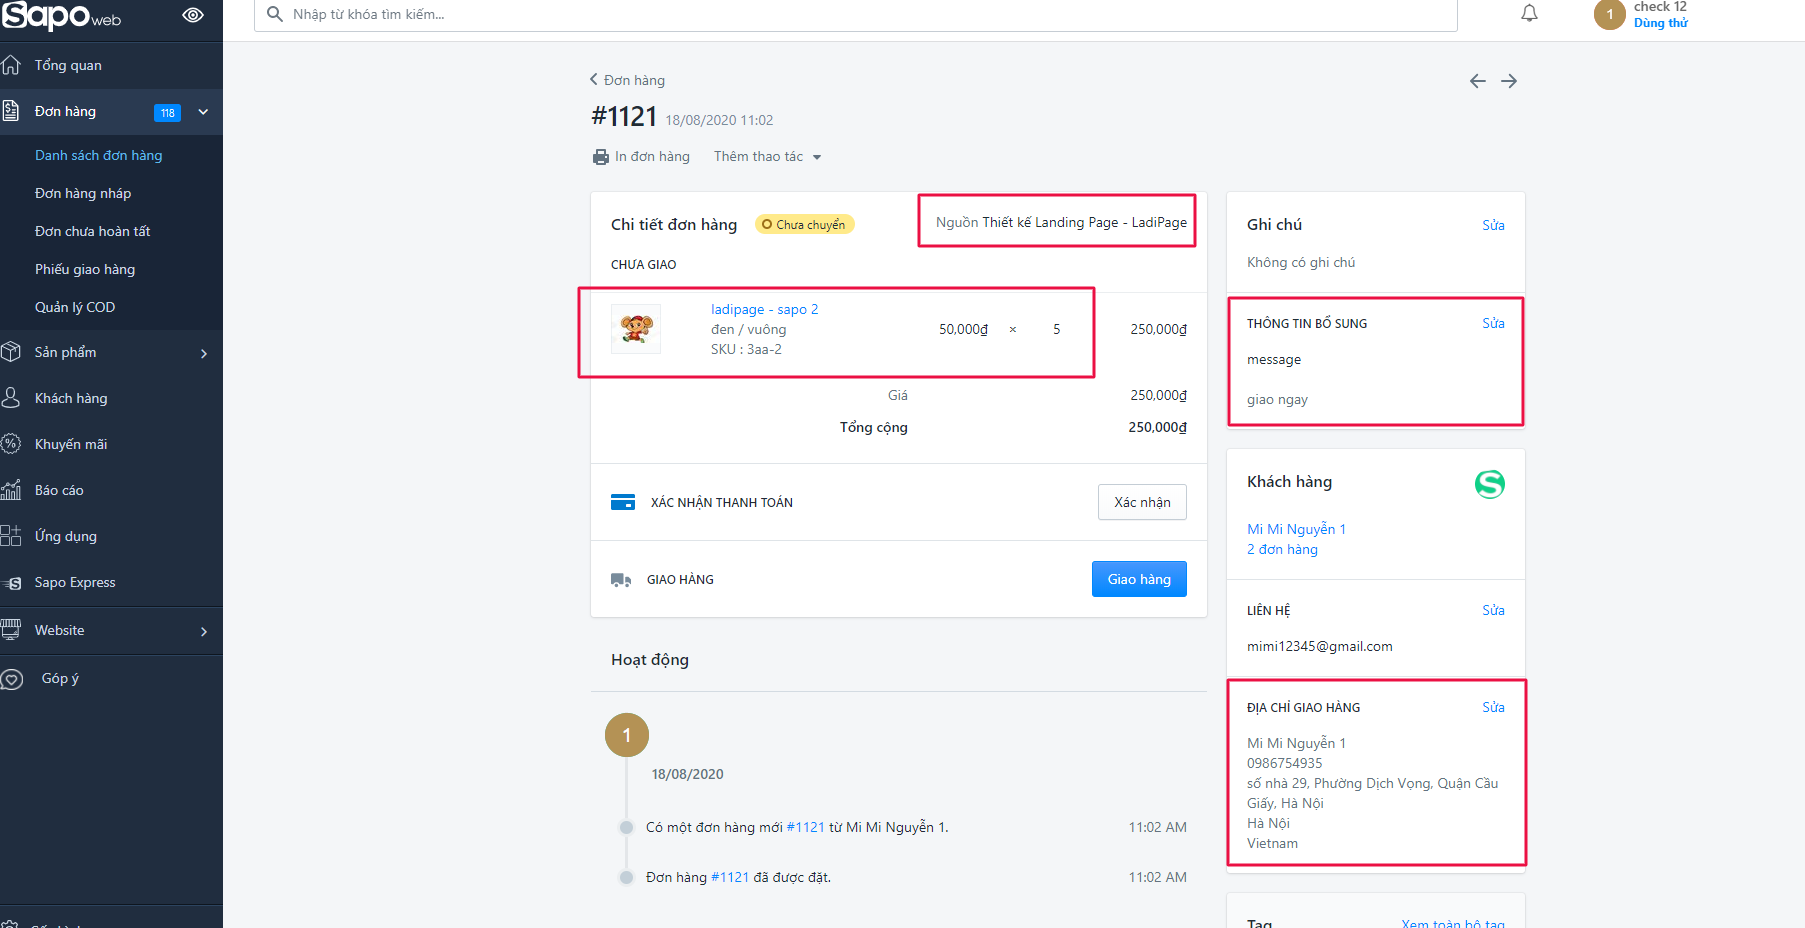 Sapo web
Nhập từ khóa tìm kiếm...
1
check 12
Dùng thử
Tổng quan
Đơn hàng
118
Danh sách đơn hàng
Đơn hàng nháp
Đơn chưa hoàn tất
Phiếu giao hàng
Quản lý COD
Sản phẩm
Khách hàng
Khuyến mãi
Báo cáo
Ứng dụng
Sapo Express
Website
Góp ý
Đơn hàng
#1121 18/08/2020 11:02
In đơn hàng Thêm thao tác
Chi tiết đơn hàng Chưa chuyển Nguồn Thiết kế Landing Page - LadiPage
CHƯA GIAO
ladipage - sapo 2
đen / vuông
SKU : 3aa-2
50,000₫ × 5 250,000₫
Giá 250,000₫
Tổng cộng 250,000₫
XÁC NHẬN THANH TOÁN Xác nhận
GIAO HÀNG Giao hàng
Hoạt động
1
18/08/2020
Có một đơn hàng mới #1121 từ Mi Mi Nguyễn 1. 11:02 AM
Đơn hàng #1121 đã được đặt. 11:02 AM
Ghi chú Sửa
Không có ghi chú
THÔNG TIN BỔ SUNG Sửa
message
giao ngay
Khách hàng
Mi Mi Nguyễn 1
2 đơn hàng
LIÊN HỆ Sửa
mimi12345@gmail.com
ĐỊA CHỈ GIAO HÀNG Sửa
Mi Mi Nguyễn 1
0986754935
số nhà 29, Phường Dịch Vọng, Quận Cầu
Giấy, Hà Nội
Hà Nội
Vietnam
Tag Xem toàn bộ tag